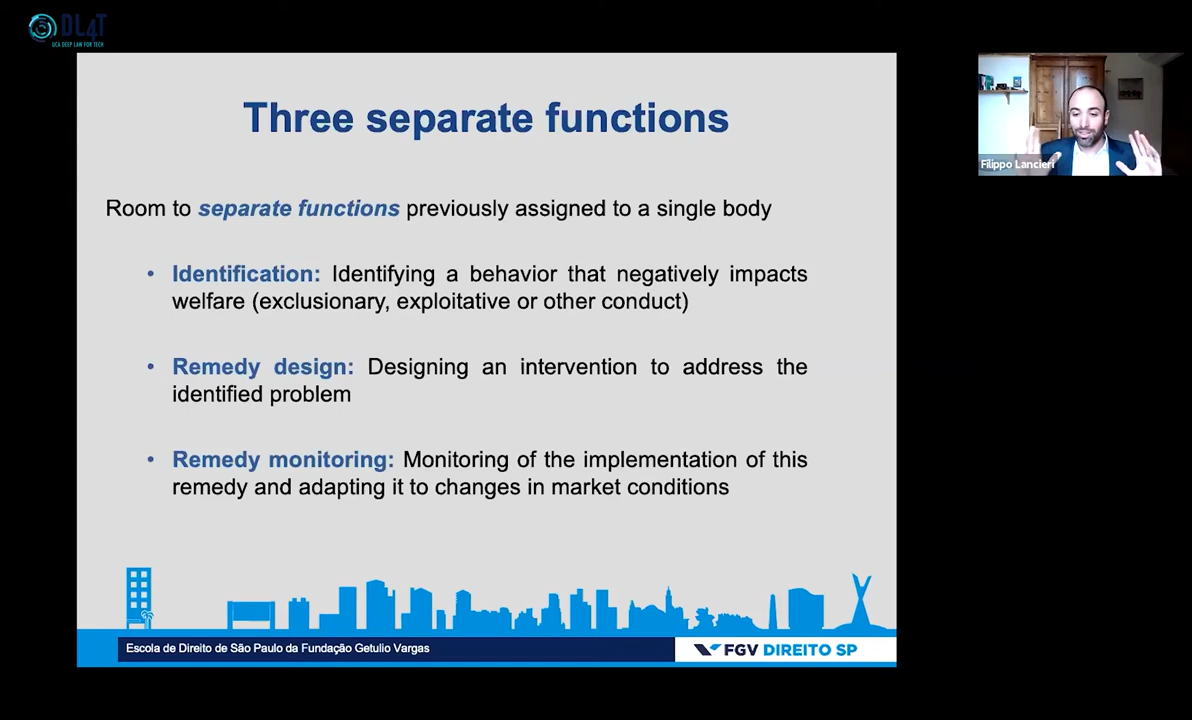 DL4T
UCA DEEP LAW FOR TECH
Three separate functions
Filippo Lancieri
Room to separate functions previously assigned to a single body
• Identification: Identifying a behavior that negatively impacts
welfare (exclusionary, exploitative or other conduct)
• Remedy design: Designing an intervention to address the
identified problem
• Remedy monitoring: Monitoring of the implementation of this
remedy and adapting it to changes in market conditions
Escola de Direito de São Paulo da Fundação Getulio Vargas
FGV DIREITO SP